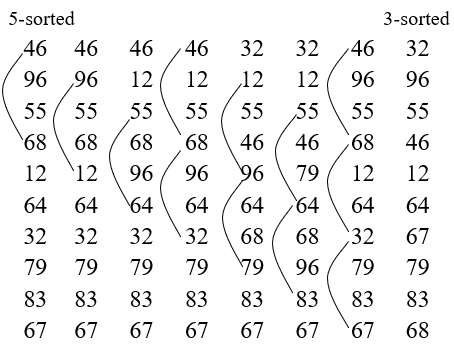 5-sorted 3-sorted
46 46 46 46 32 32 46 32
96 96 12 12 12 12 96 96
55 55 55 55 55 55 55 55
68 68 68 68 46 46 68 46
12 12 96 96 96 79 12 12
64 64 64 64 64 64 64 64
32 32 32 32 68 68 32 67
79 79 79 79 79 96 79 79
83 83 83 83 83 83 83 83
67 67 67 67 67 67 67 68